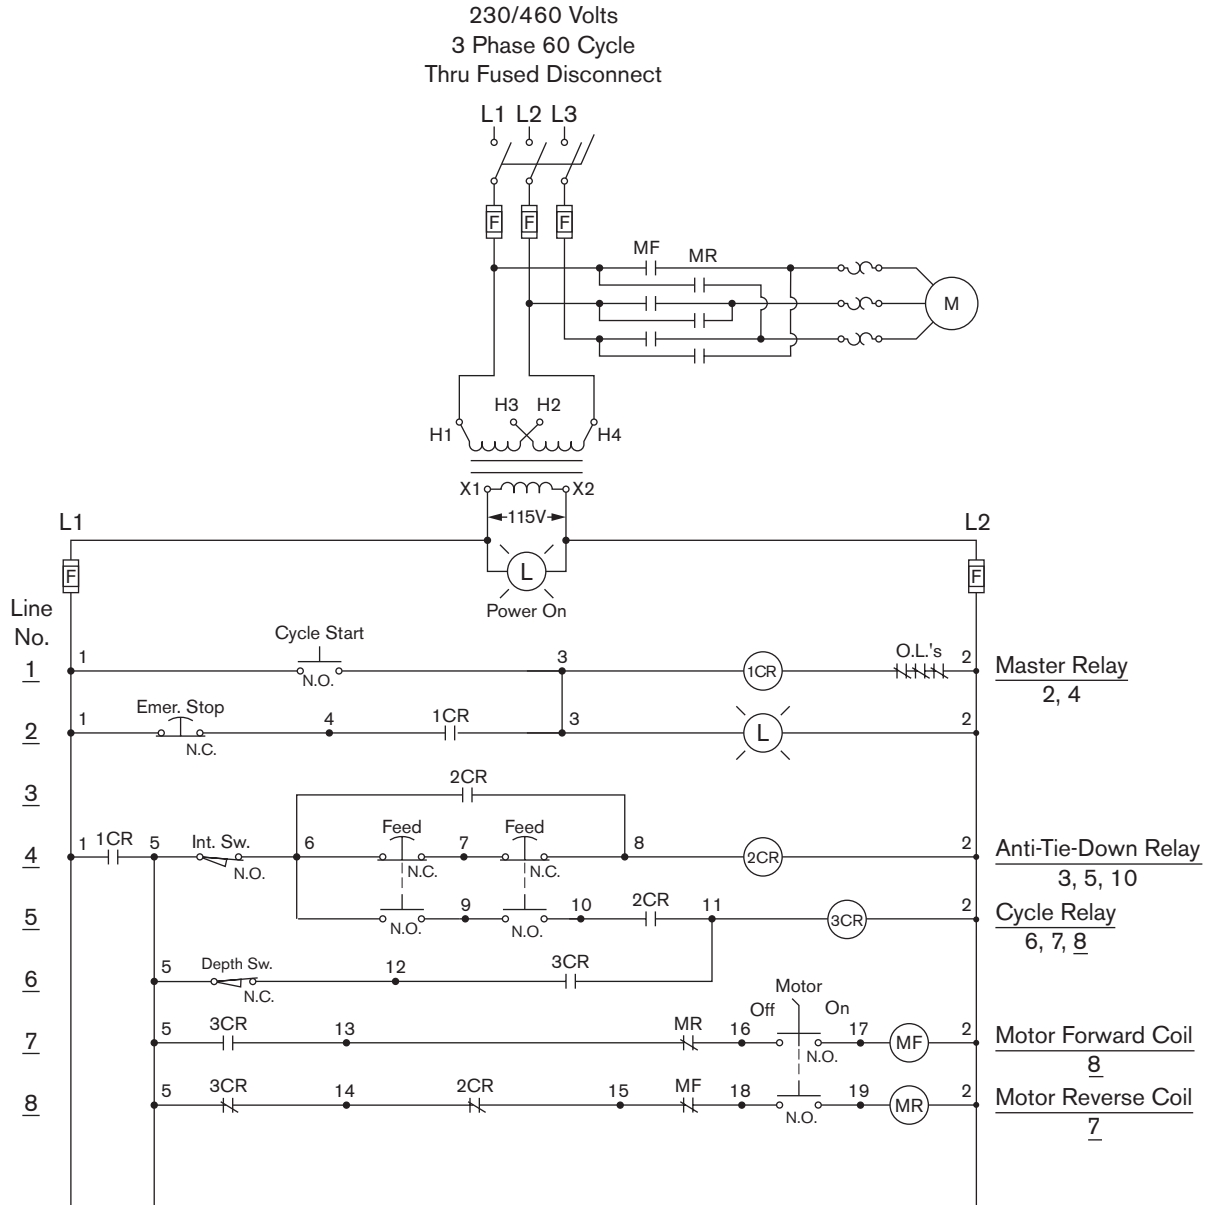 230/460 Volts
3 Phase 60 Cycle
Thru Fused Disconnect
L1 L2 L3
F F F
MF MR
M
H3 H2
H1 H4
X1 X2
115V
L1 L2
F L F
Power On
Line
No.
Cycle Start
1 1 N.O. 3 1CR O.L.'s 2 Master Relay
2, 4
Emer. Stop
2 1 N.C. 4 1CR 3 L 2
3 2CR
4 1 1CR 5 Int. Sw. N.O. 6 Feed N.C. 7 Feed N.C. 8 2CR 2 Anti-Tie-Down Relay
3, 5, 10
5 N.O. 9 N.O. 10 2CR 11 3CR 2 Cycle Relay
6, 7, 8
6 5 Depth Sw. N.C. 12 3CR
Motor
Off On
7 5 3CR 13 MR 16 N.O. 17 MF 2 Motor Forward Coil
8
8 5 3CR 14 2CR 15 MF 18 N.O. 19 MR 2 Motor Reverse Coil
7